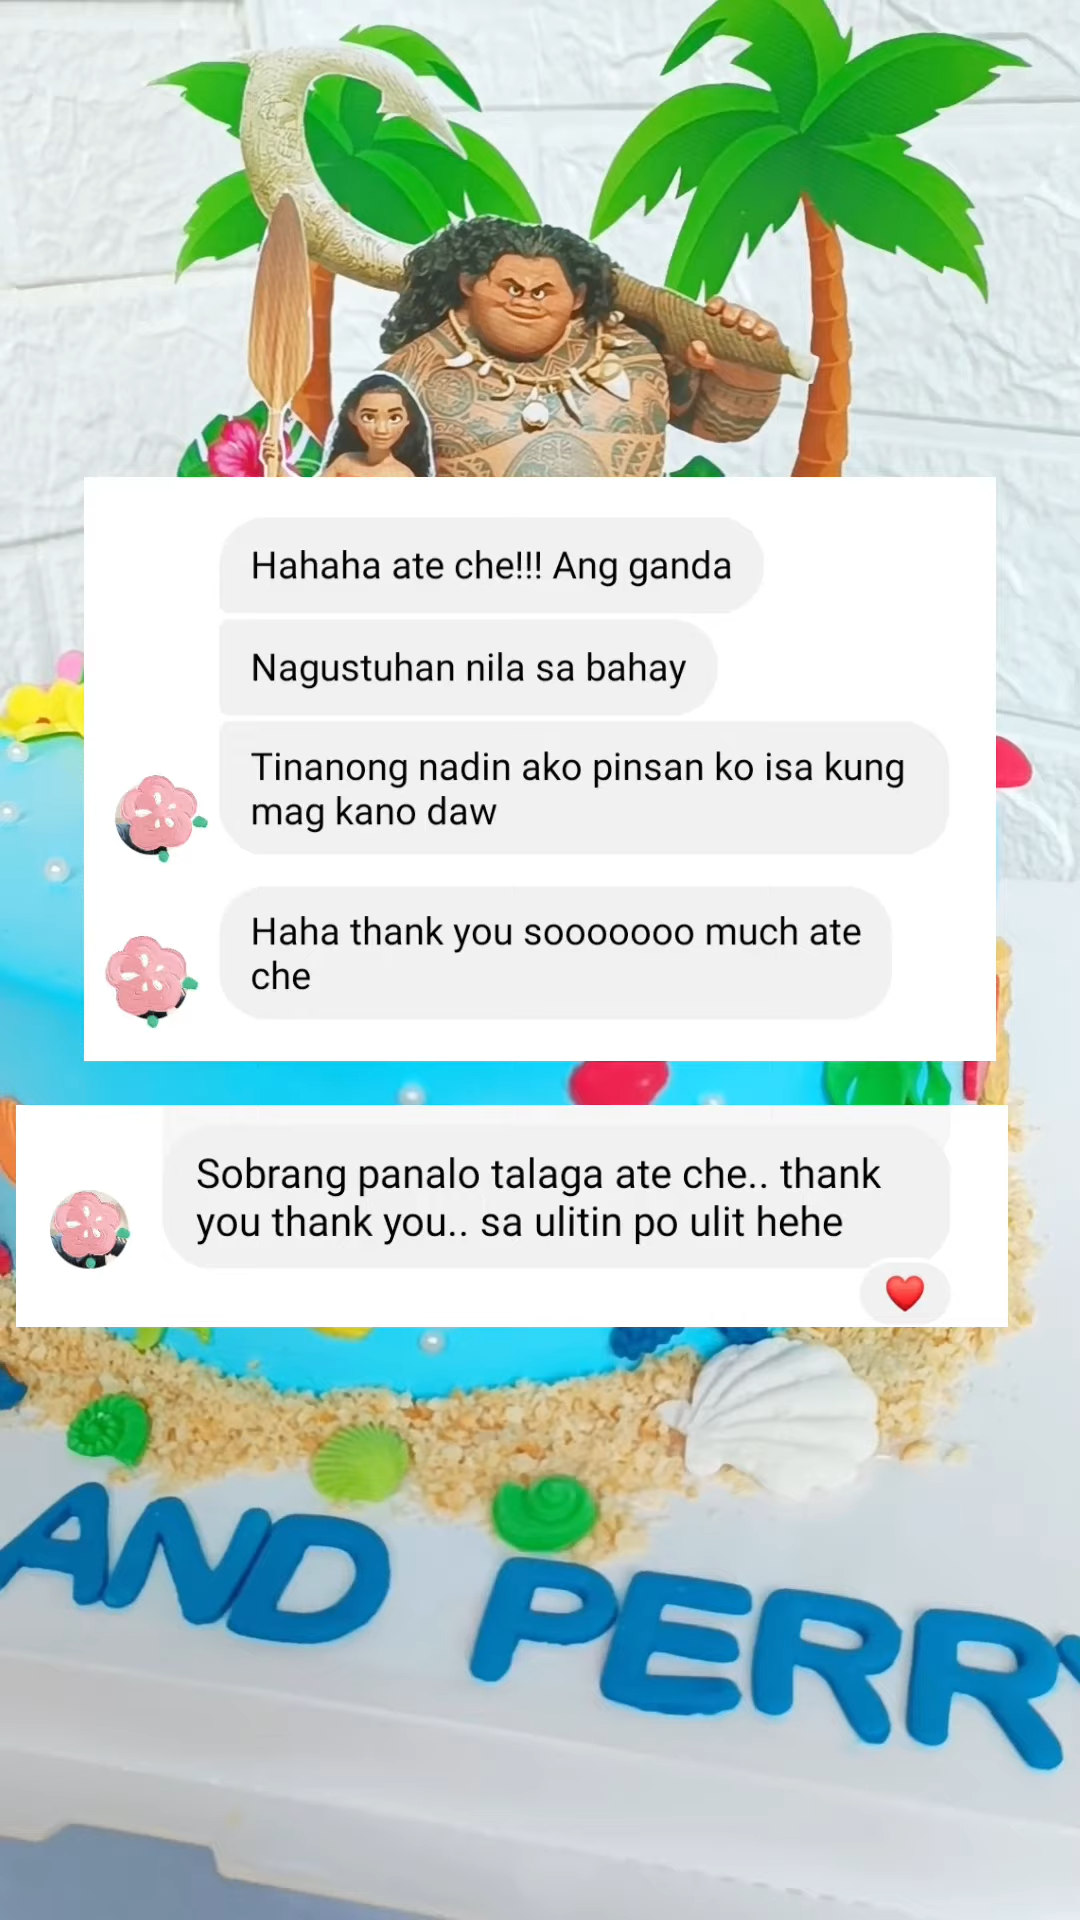 Hahaha ate che!!! Ang ganda
Nagustuhan nila sa bahay
Tinanong nadin ako pinsan ko isa kung
mag kano daw
Haha thank you sooooooo much ate
che
Sobrang panalo talaga ate che.. thank
you thank you.. sa ulitin po ulit hehe
AND PERRY